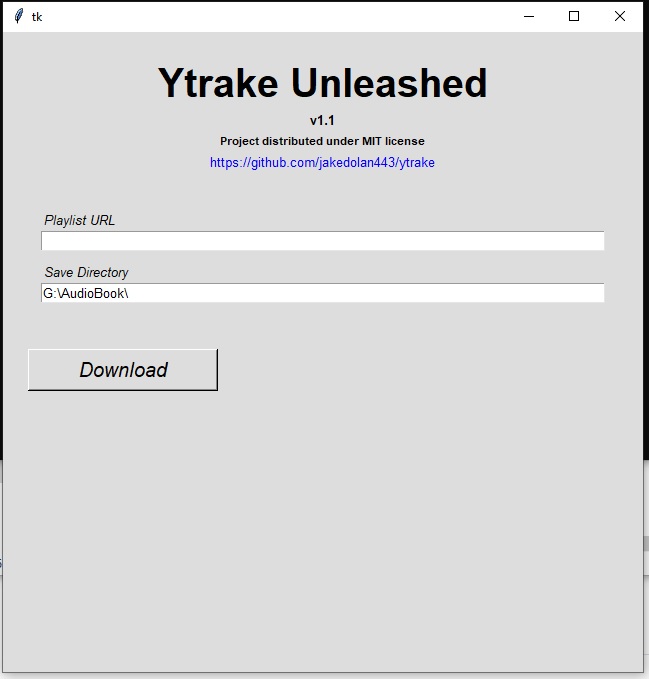 tk
Ytrake Unleashed
v1.1
Project distributed under MIT license
https://github.com/jakedolan443/ytrake
Playlist URL
Save Directory
G:\AudioBook\
Download